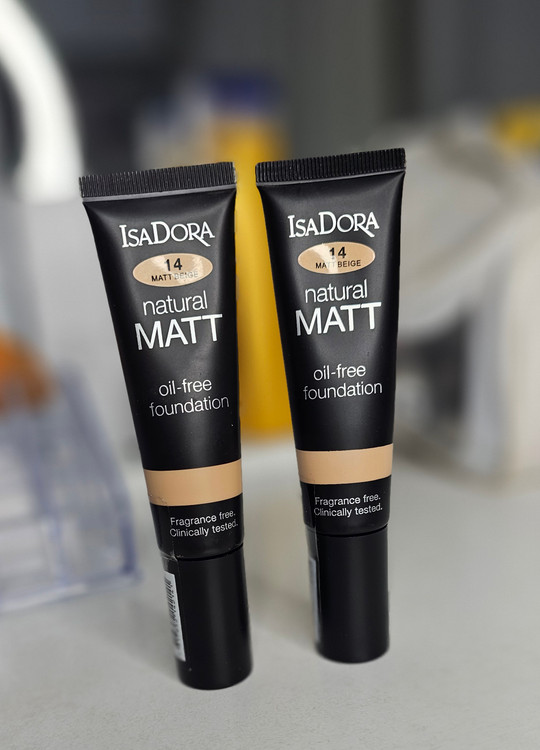 IsaDora
14
MATT BEIGE
natural
MATT
oil-free
foundation
Fragrance free.
Clinically tested.
IsaDora
14
MATT BEIGE
natural
MATT
oil-free
foundation
Fragrance free.
Clinically tested.